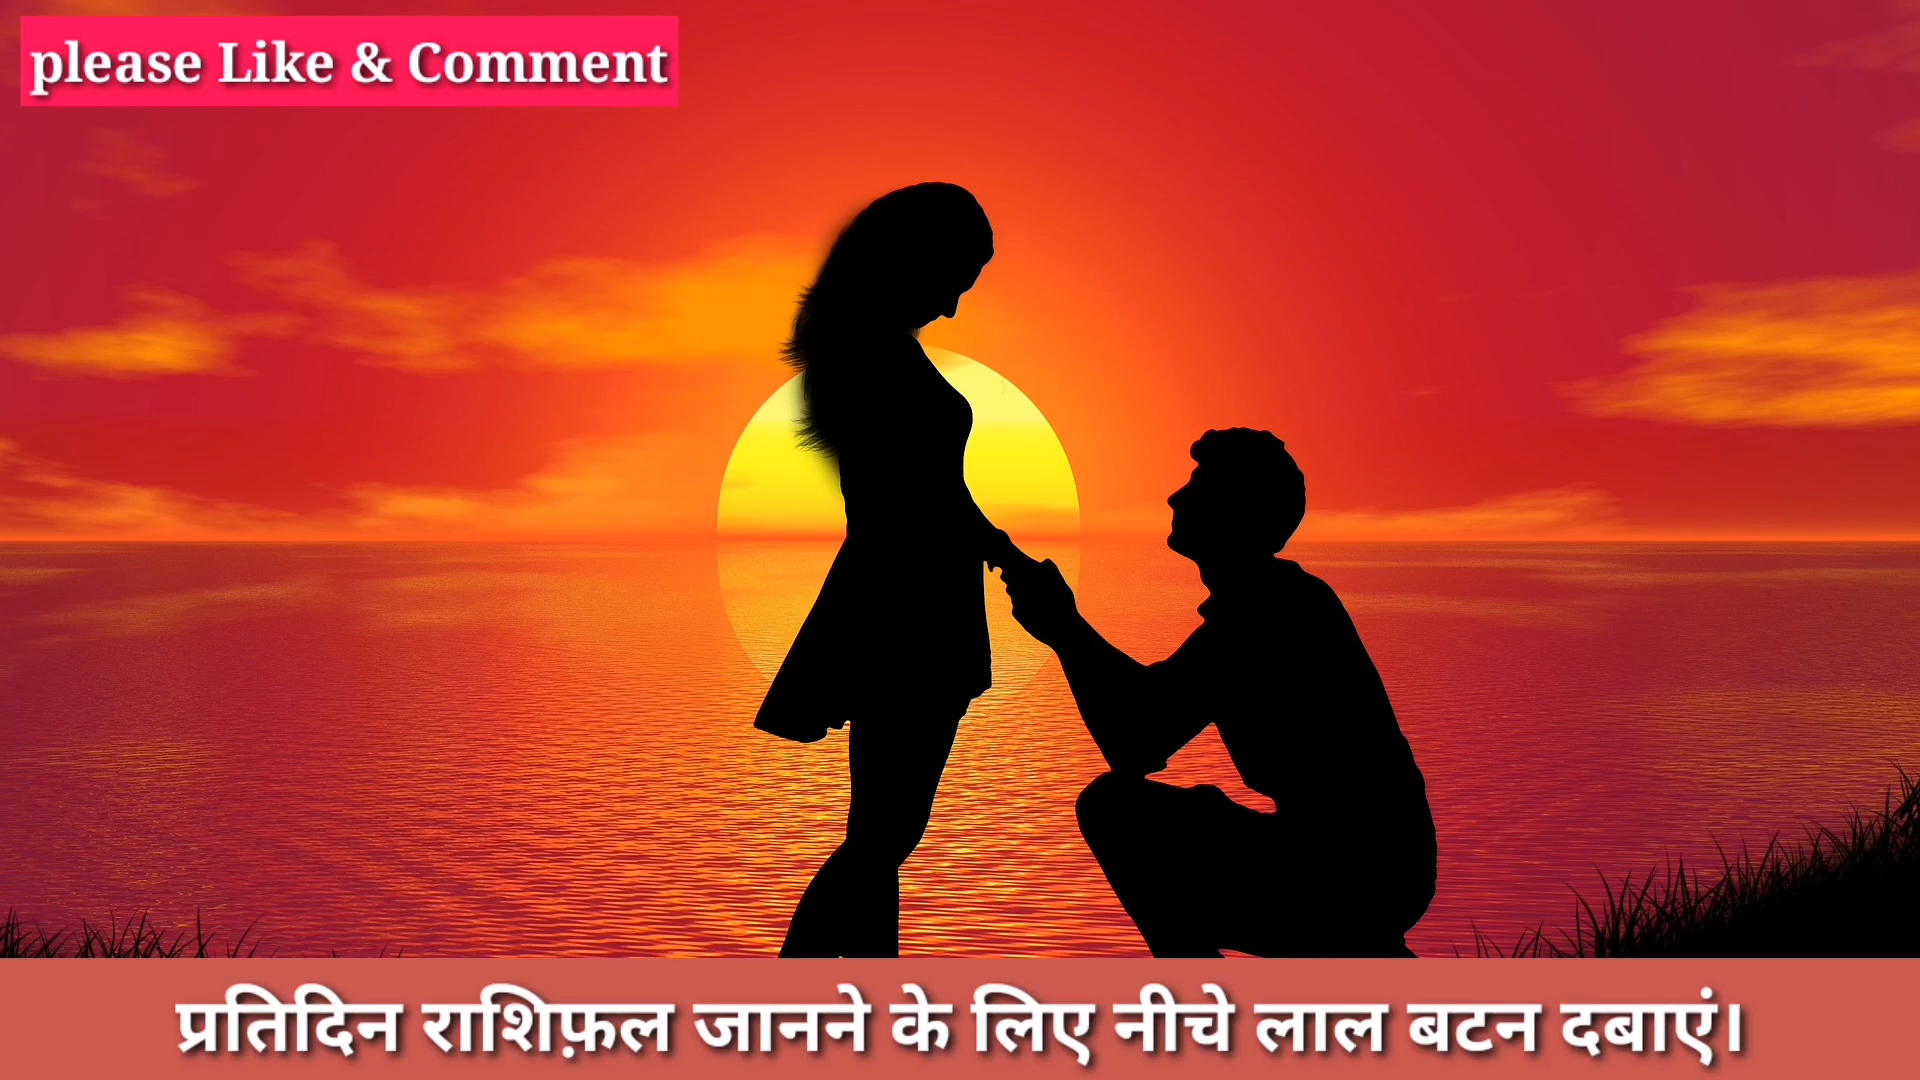 please Like & Comment
प्रतिदिन राशिफ़ल जानने के लिए नीचे लाल बटन दबाएं।